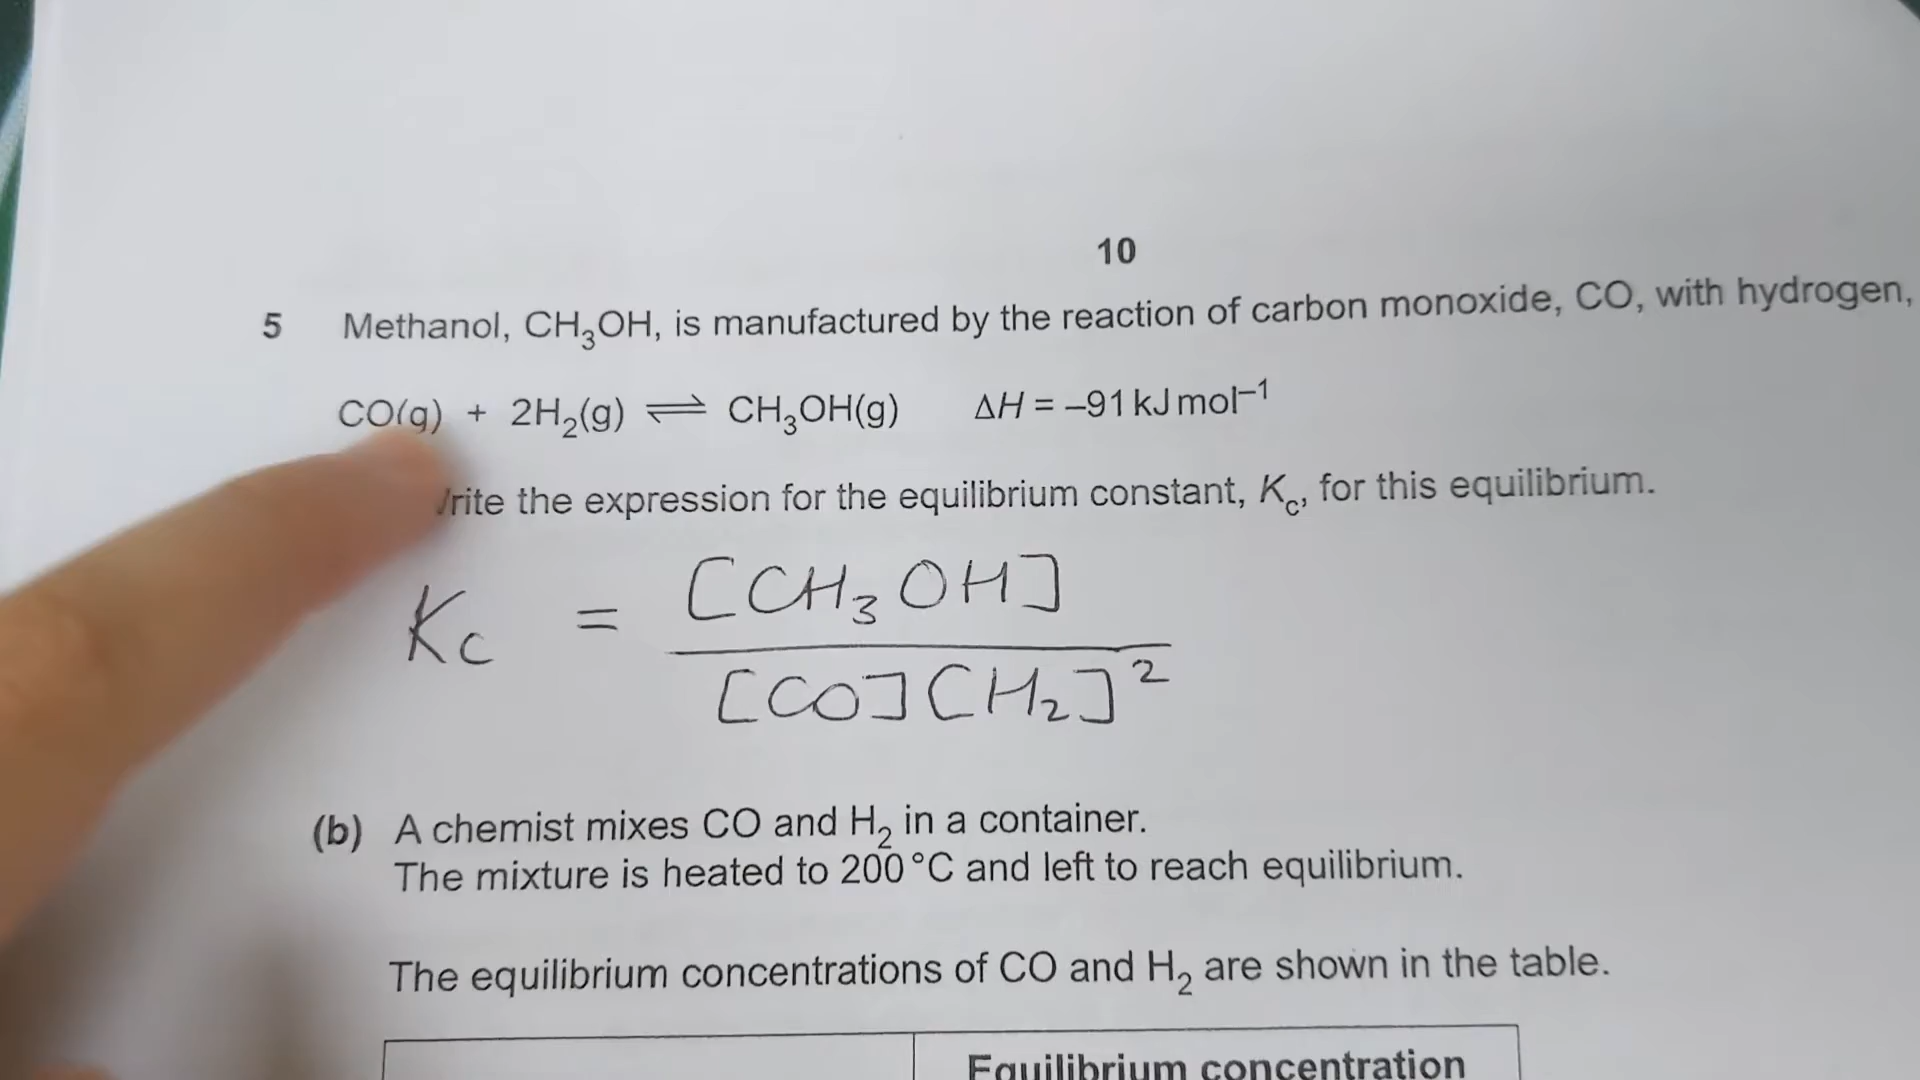 10
5 Methanol, CH₃OH, is manufactured by the reaction of carbon monoxide, CO, with hydrogen,
CO(g) + 2H₂(g) ⇌ CH₃OH(g) ΔH = –91 kJ mol⁻¹
rite the expression for the equilibrium constant, Kc, for this equilibrium.
Kc = [CH₃OH]
[CO][H₂]²
(b) A chemist mixes CO and H₂ in a container.
The mixture is heated to 200 °C and left to reach equilibrium.
The equilibrium concentrations of CO and H₂ are shown in the table.
Equilibrium concentration